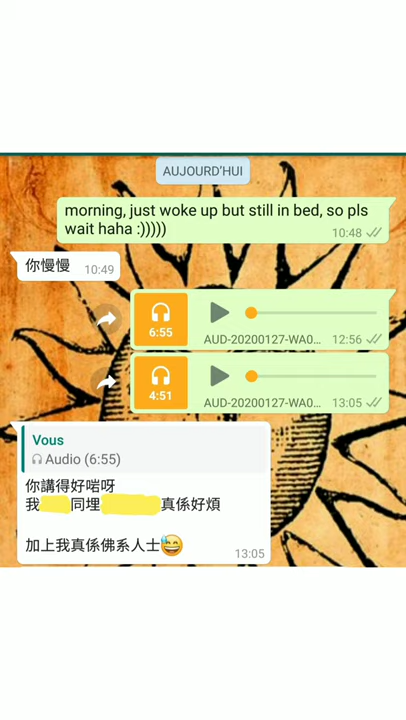 AUJOURD'HUI
morning, just woke up but still in bed, so pls
wait haha :)))))
10:48
你慢慢 10:49
6:55
AUD-20200127-WA0... 12:56
4:51
AUD-20200127-WA0... 13:05
Vous
Audio (6:55)
你講得好啱呀
我 同埋 真係好煩
加上我真係佛系人士😅
13:05